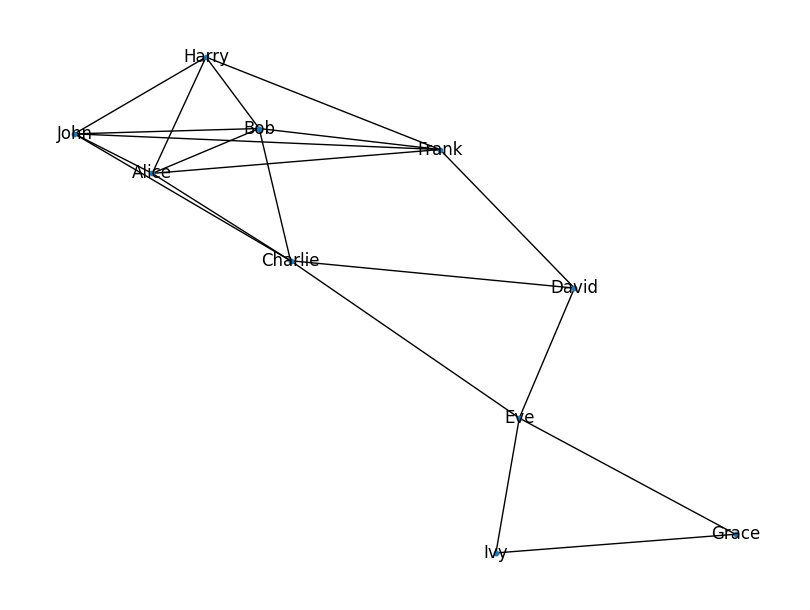 Harry
Bob
John
Frank
Alice
Charlie
David
Eve
Grace
Ivy